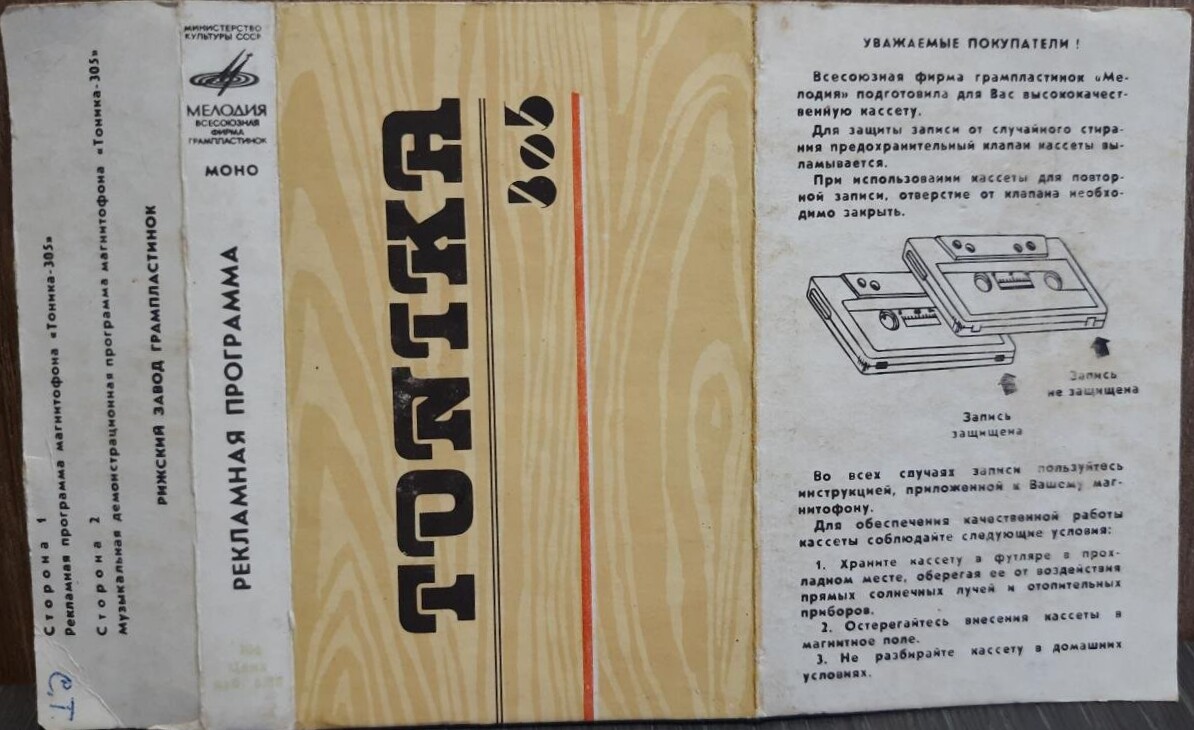 Сторона 1
Рекламная программа магнитофона «Тоника-305»
Сторона 2
Музыкальная демонстрационная программа магнитофона «Тоника-305»
РИЖСКИЙ ЗАВОД ГРАМПЛАСТИНОК
МИНИСТЕРСТВО
КУЛЬТУРЫ СССР
МЕЛОДИЯ
ВСЕСОЮЗНАЯ
ФИРМА
ГРАМПЛАСТИНОК
МОНО
РЕКЛАМНАЯ ПРОГРАММА
Цена
TONIKA
305
УВАЖАЕМЫЕ ПОКУПАТЕЛИ!
Всесоюзная фирма грампластинок «Ме-
лодия» подготовила для Вас высококачест-
венную кассету.
Для защиты записи от случайного стира-
ния предохранительный клапан кассеты вы-
ламывается.
При использовании кассеты для повтор-
ной записи, отверстие от клапана необхо-
димо закрыть.
Запись
не защищена
Запись
защищена
Во всех случаях записи пользуйтесь
инструкцией, приложенной к Вашему маг-
нитофону.
Для обеспечения качественной работы
кассеты соблюдайте следующие условия:
1. Храните кассету в футляре в прох-
ладном месте, оберегая ее от воздействия
прямых солнечных лучей и отопительных
приборов.
2. Остерегайтесь внесения кассеты в
магнитное поле.
3. Не разбирайте кассету в домашних
условиях.